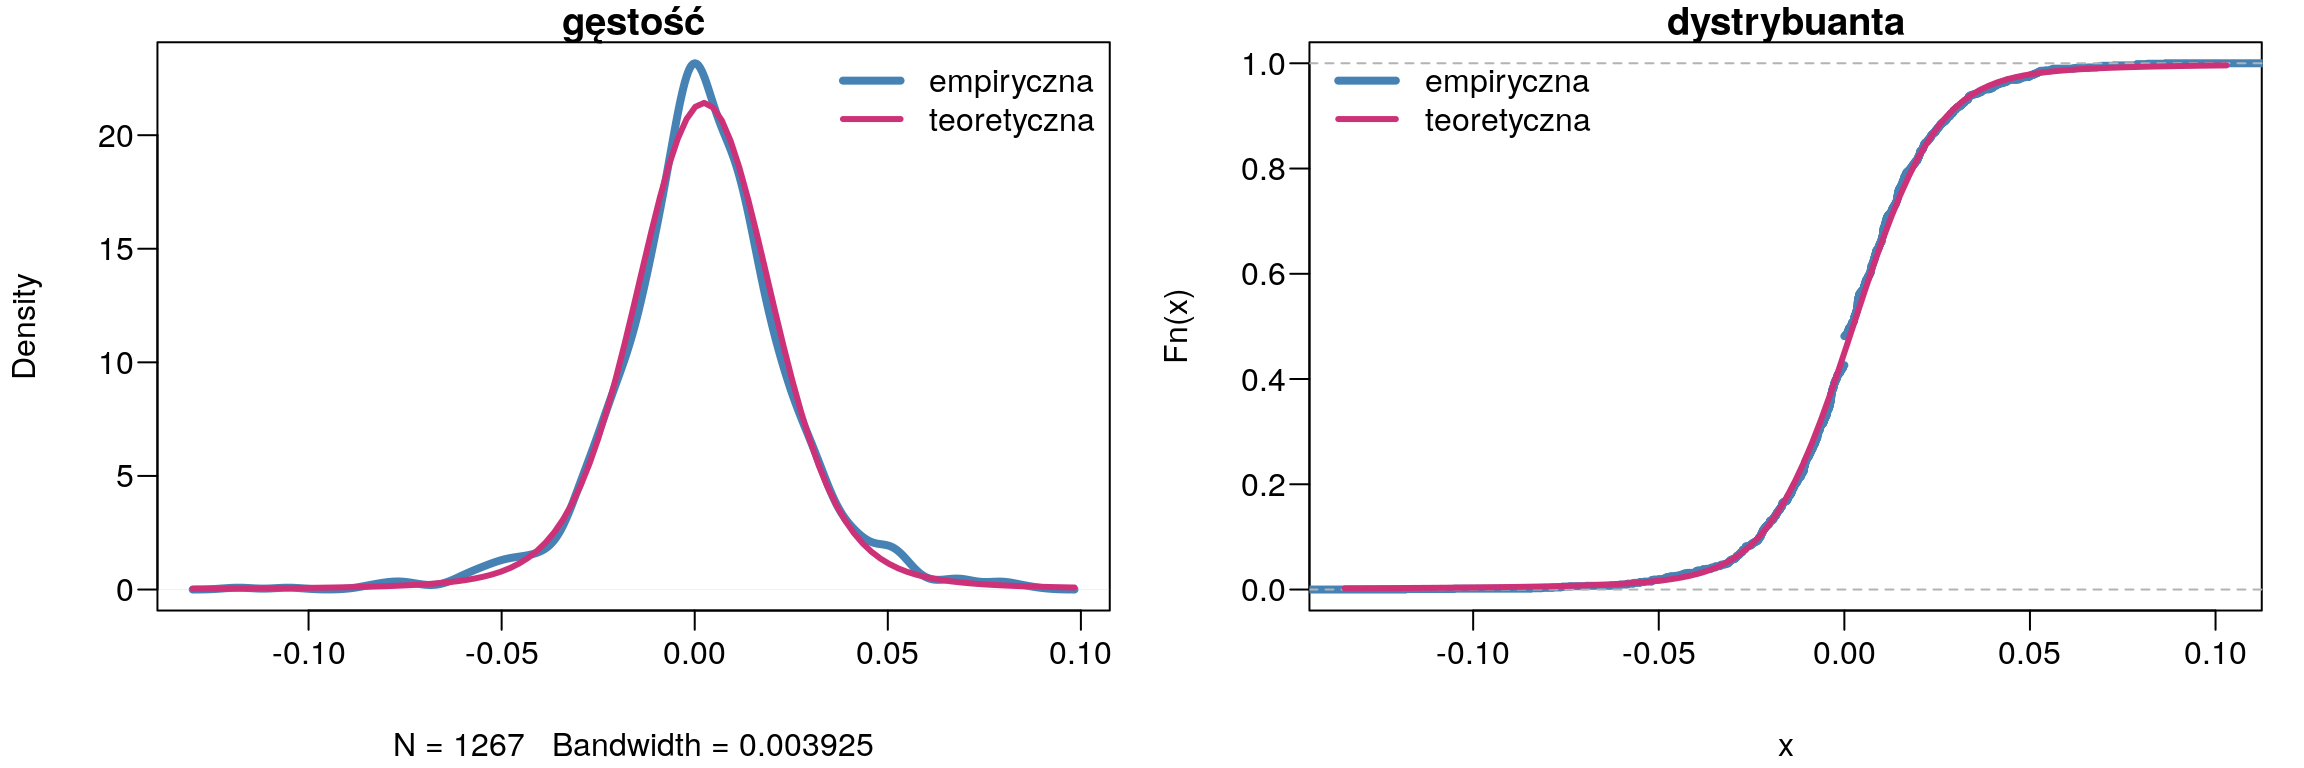 gęstość
empiryczna
teoretyczna
Density
0
5
10
15
20
-0.10
-0.05
0.00
0.05
0.10
N = 1267   Bandwidth = 0.003925
dystrybuanta
empiryczna
teoretyczna
Fn(x)
0.0
0.2
0.4
0.6
0.8
1.0
-0.10
-0.05
0.00
0.05
0.10
x